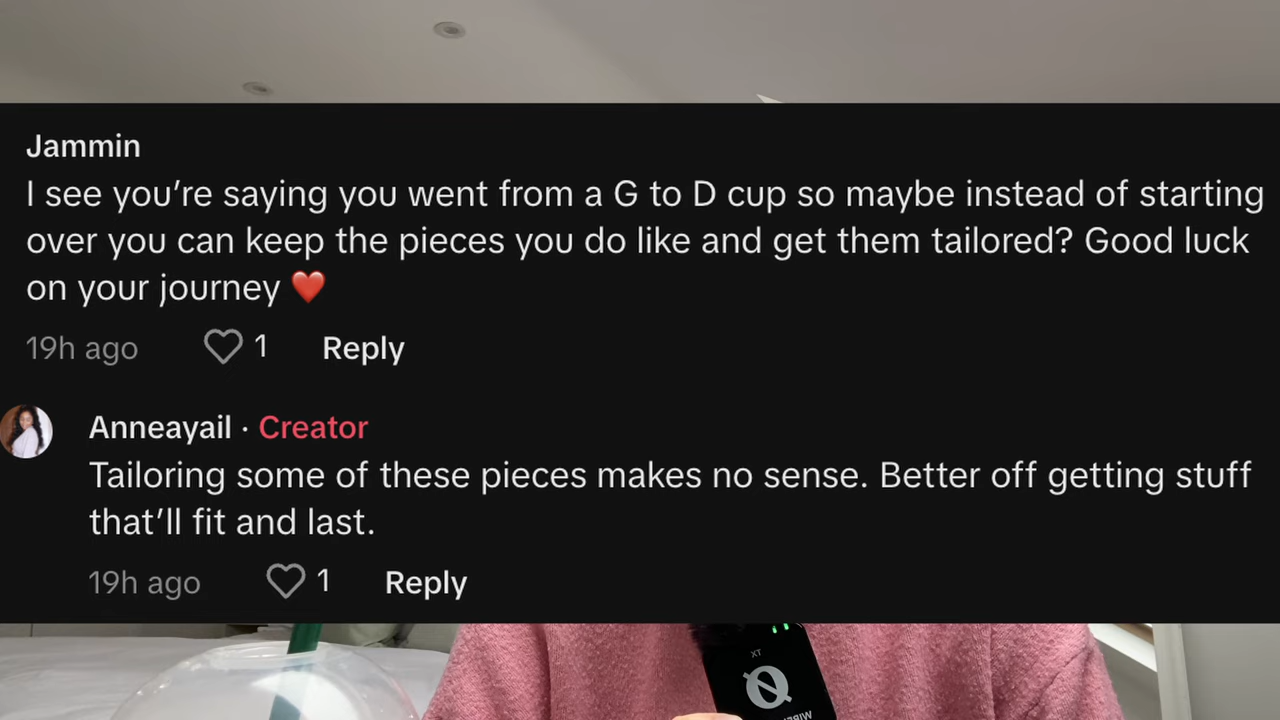 Jammin
I see you’re saying you went from a G to D cup so maybe instead of starting
over you can keep the pieces you do like and get them tailored? Good luck
on your journey ❤️
19h ago 1 Reply
Anneayail · Creator
Tailoring some of these pieces makes no sense. Better off getting stuff
that’ll fit and last.
19h ago 1 Reply
TX